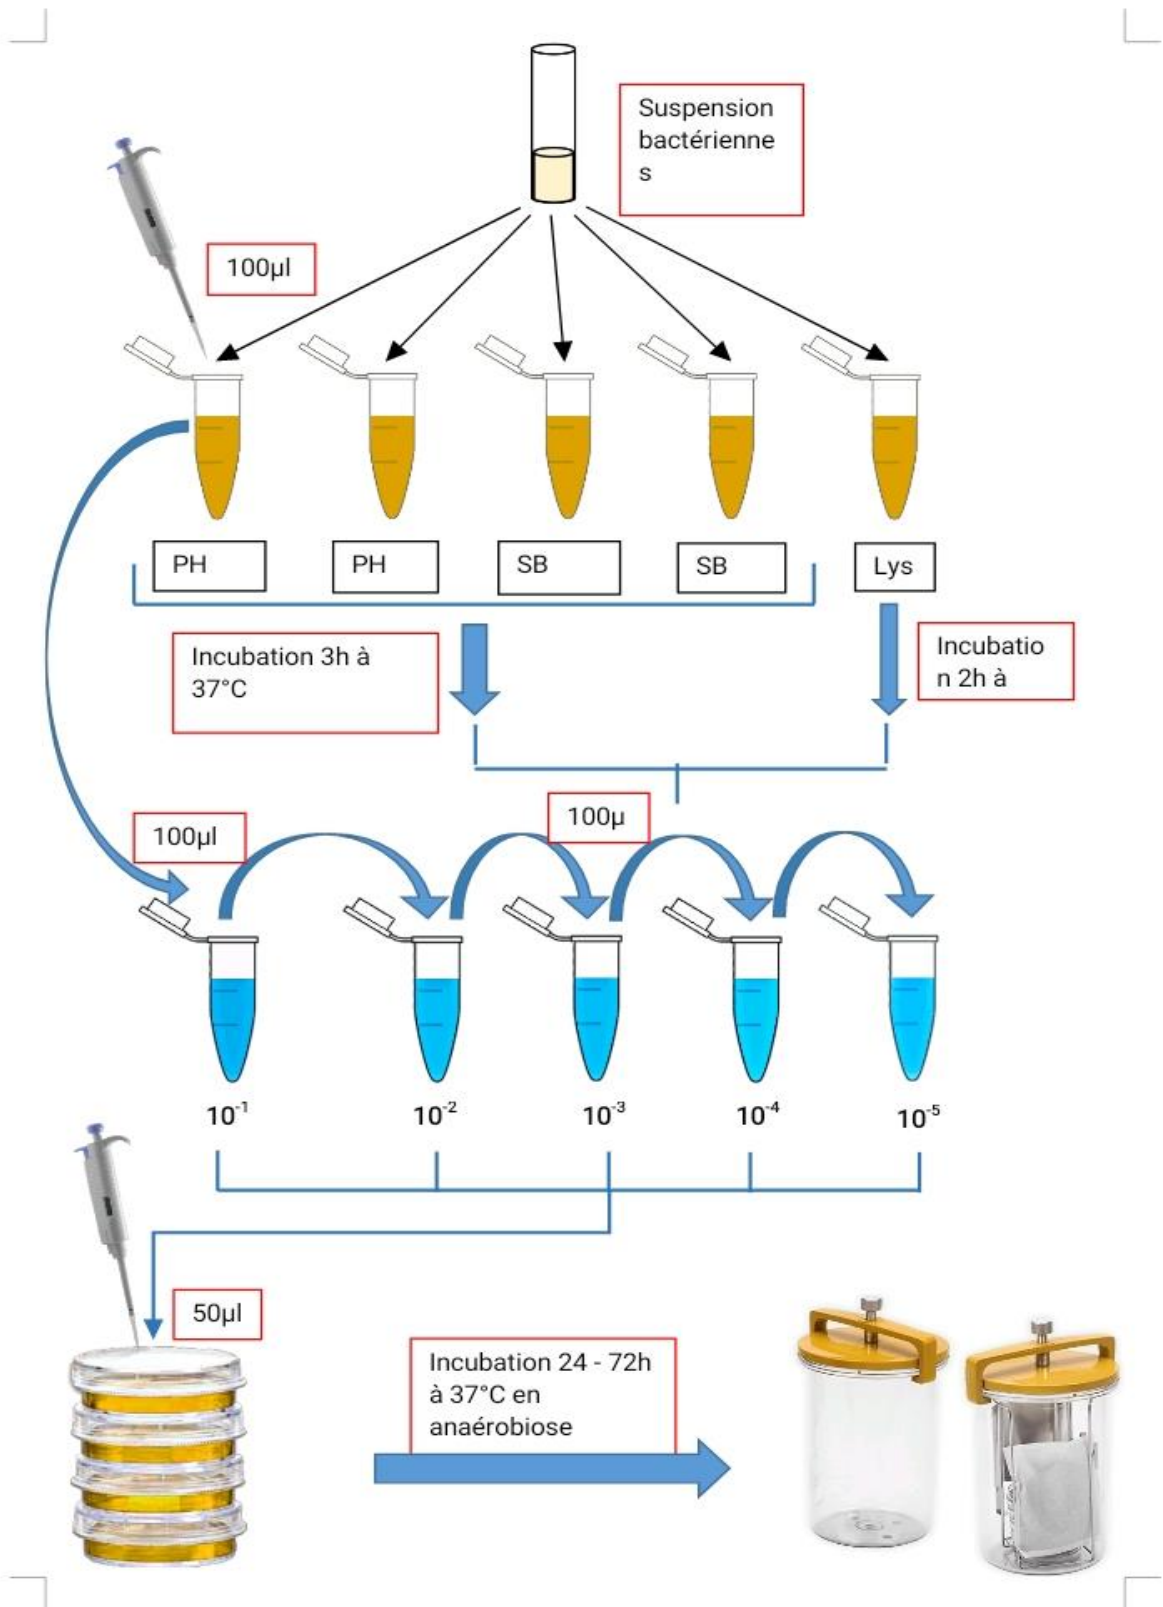 Suspension
bactérienne
s
100µl
PH
PH
SB
SB
Lys
Incubation 3h à
37°C
Incubatio
n 2h à
100µl
100µ
10-1
10-2
10-3
10-4
10-5
50µl
Incubation 24 - 72h
à 37°C en
anaérobiose